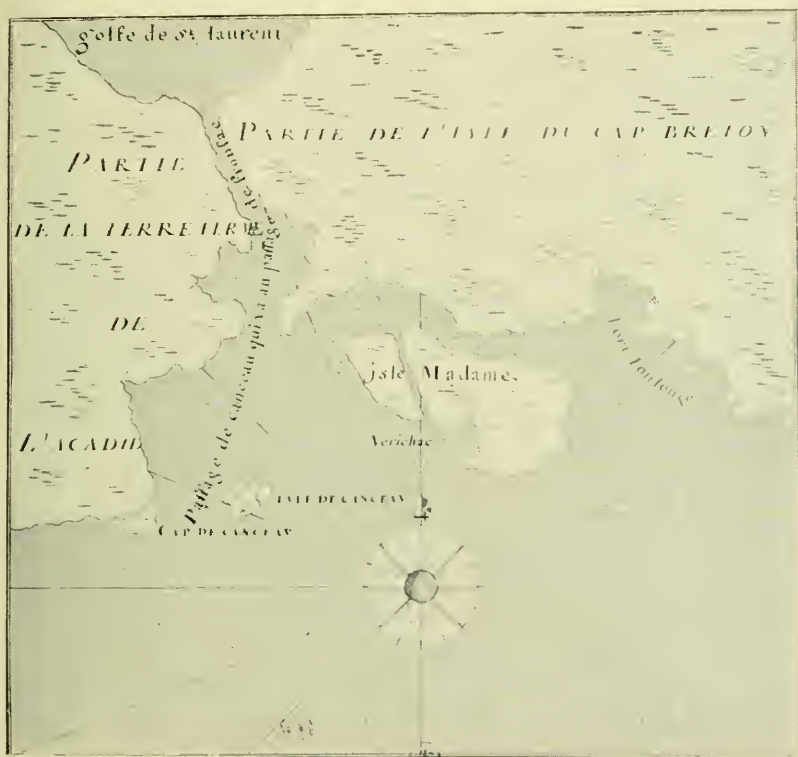 golfe de St laurent
PARTIE DE L'ISLE DU CAP BRETON
PARTIE
DE LA TERRE FERME
DE
L'ACADIE
Passage de canceau qui va au passage de fronsac
isle Madame.
Port Toulouse
Nerichac
ISLE DE CANCEAU
CAP DE CANCEAU